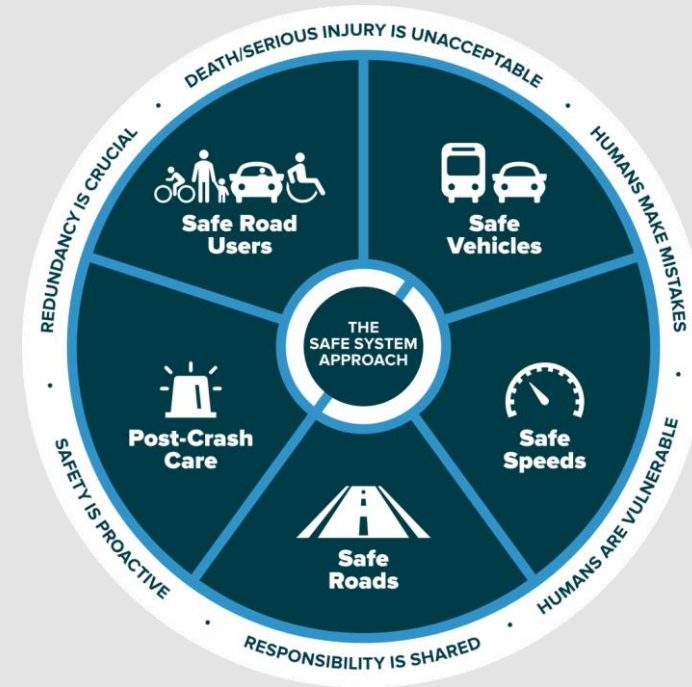 DEATH/SERIOUS INJURY IS UNACCEPTABLE
HUMANS MAKE MISTAKES
HUMANS ARE VULNERABLE
RESPONSIBILITY IS SHARED
SAFETY IS PROACTIVE
REDUNDANCY IS CRUCIAL
Safe Road
Users
Safe
Vehicles
Safe
Speeds
Safe
Roads
Post-Crash
Care
THE
SAFE SYSTEM
APPROACH